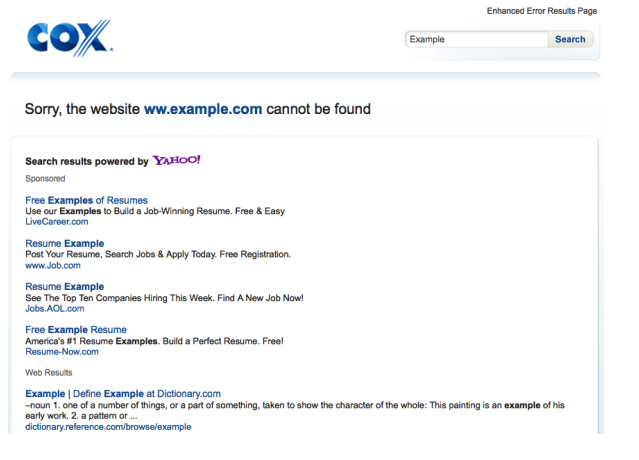 Enhanced Error Results Page
COX.
Example
Search
Sorry, the website ww.example.com cannot be found
Search results powered by YAHOO!
Sponsored
Free Examples of Resumes
Use our Examples to Build a Job-Winning Resume. Free & Easy
LiveCareer.com
Resume Example
Post Your Resume, Search Jobs & Apply Today. Free Registration.
www.Job.com
Resume Example
See The Top Ten Companies Hiring This Week. Find A New Job Now!
Jobs.AOL.com
Free Example Resume
America's #1 Resume Examples. Build a Perfect Resume. Free!
Resume-Now.com
Web Results
Example | Define Example at Dictionary.com
–noun 1. one of a number of things, or a part of something, taken to show the character of the whole: This painting is an example of his
early work. 2. a pattern or ...
dictionary.reference.com/browse/example